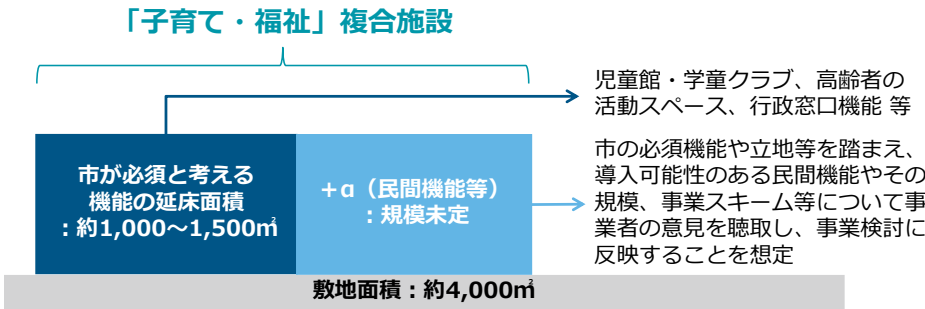 「子育て・福祉」複合施設
児童館・学童クラブ、高齢者の
活動スペース、行政窓口機能 等
市が必須と考える
機能の延床面積
：約1,000～1,500㎡
＋α（民間機能等）
：規模未定
市の必須機能や立地等を踏まえ、
導入可能性のある民間機能やその
規模、事業スキーム等について事
業者の意見を聴取し、事業検討に
反映することを想定
敷地面積：約4,000㎡